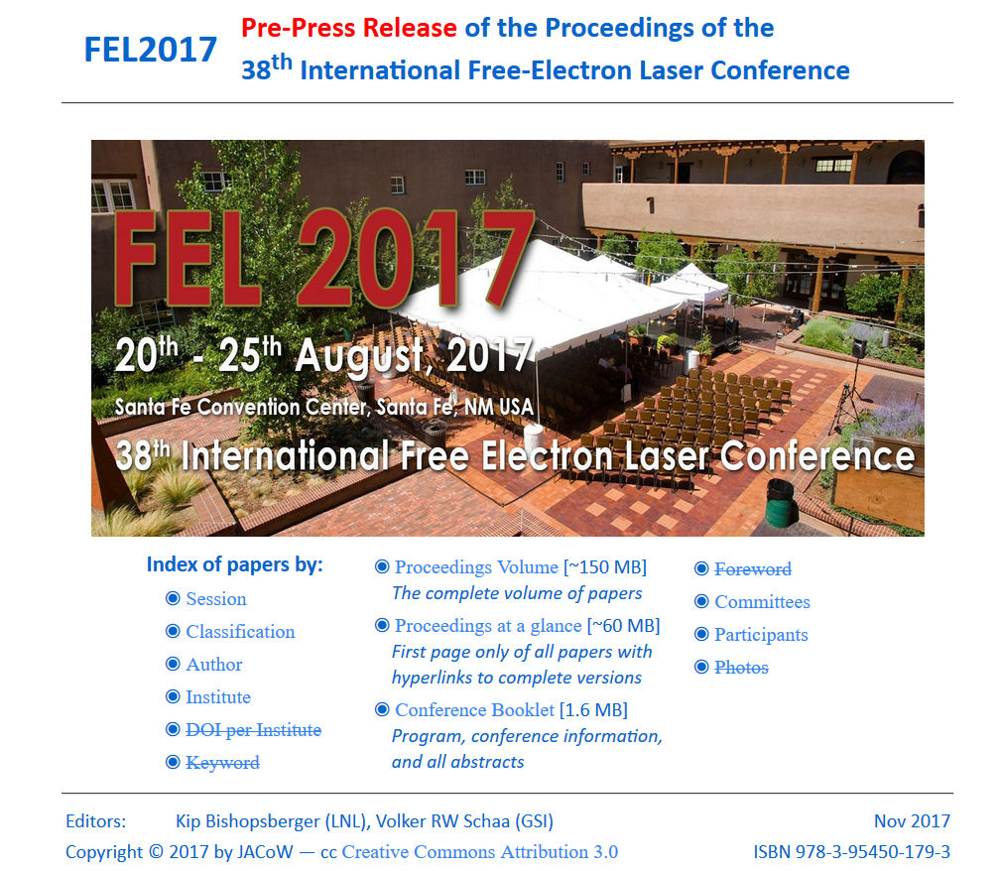 FEL2017
Pre-Press Release of the Proceedings of the
38th International Free-Electron Laser Conference
FEL 2017
20th - 25th August, 2017
Santa Fe Convention Center, Santa Fe, NM USA
38th International Free Electron Laser Conference
Index of papers by:
Session
Classification
Author
Institute
DOI per Institute
Keyword
Proceedings Volume [~150 MB]
The complete volume of papers
Proceedings at a glance [~60 MB]
First page only of all papers with
hyperlinks to complete versions
Conference Booklet [1.6 MB]
Program, conference information,
and all abstracts
Foreword
Committees
Participants
Photos
Editors: Kip Bishopsberger (LNL), Volker RW Schaa (GSI)
Nov 2017
Copyright © 2017 by JACoW — cc Creative Commons Attribution 3.0
ISBN 978-3-95450-179-3